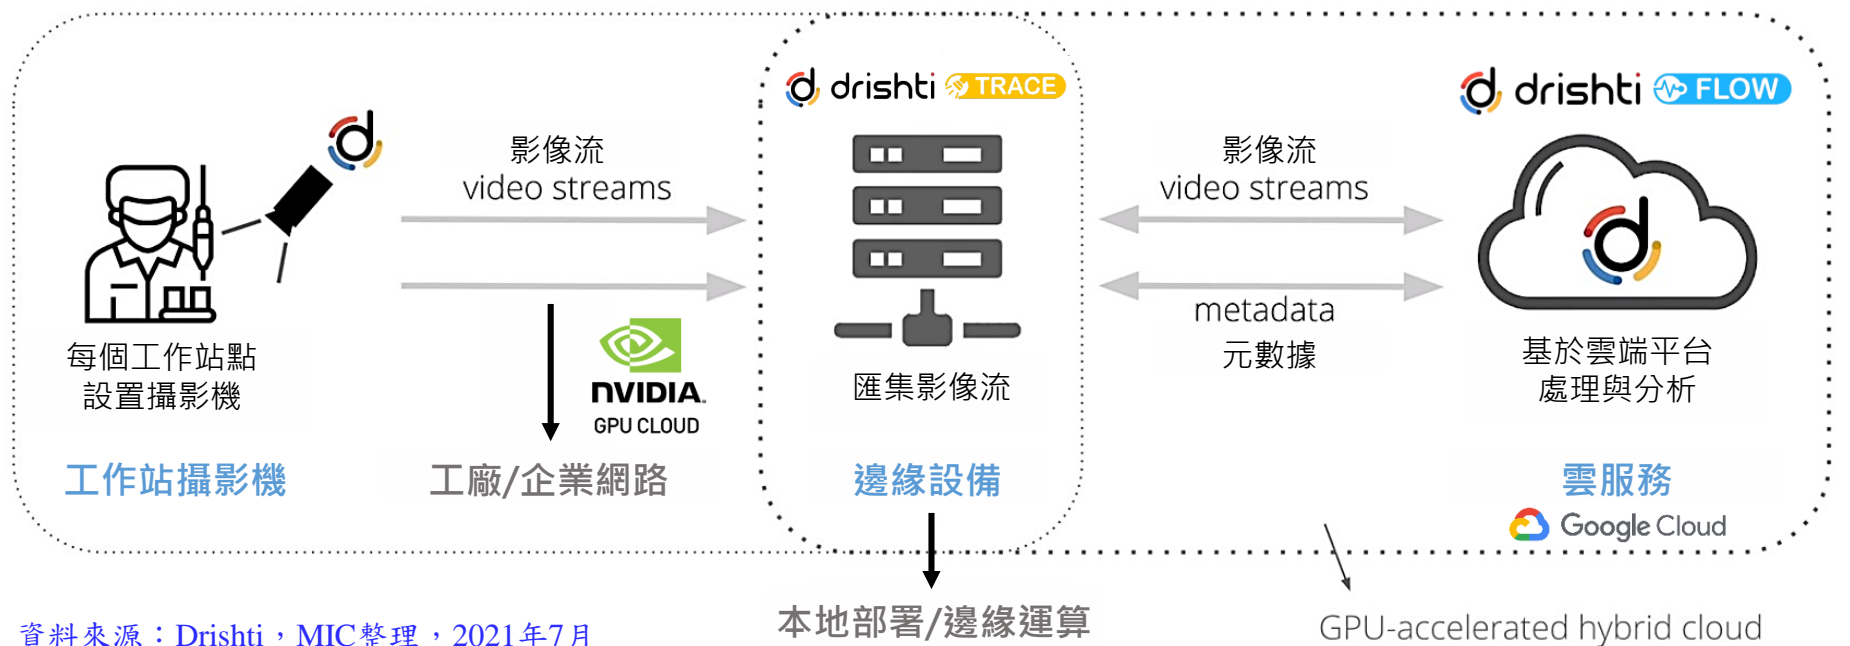 drishti TRACE
drishti FLOW
影像流
video streams
影像流
video streams
metadata
元數據
每個工作站點
設置攝影機
NVIDIA.
GPU CLOUD
匯集影像流
基於雲端平台
處理與分析
工作站攝影機
工廠/企業網路
邊緣設備
雲服務
Google Cloud
本地部署/邊緣運算
GPU-accelerated hybrid cloud
資料來源：Drishti，MIC整理，2021年7月